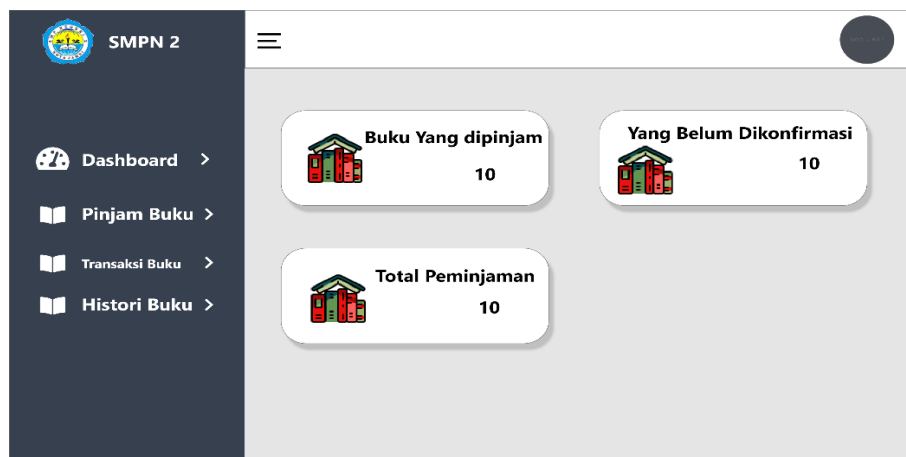 SMPN 2
Dashboard
Pinjam Buku
Transaksi Buku
Histori Buku
Buku Yang dipinjam
10
Yang Belum Dikonfirmasi
10
Total Peminjaman
10